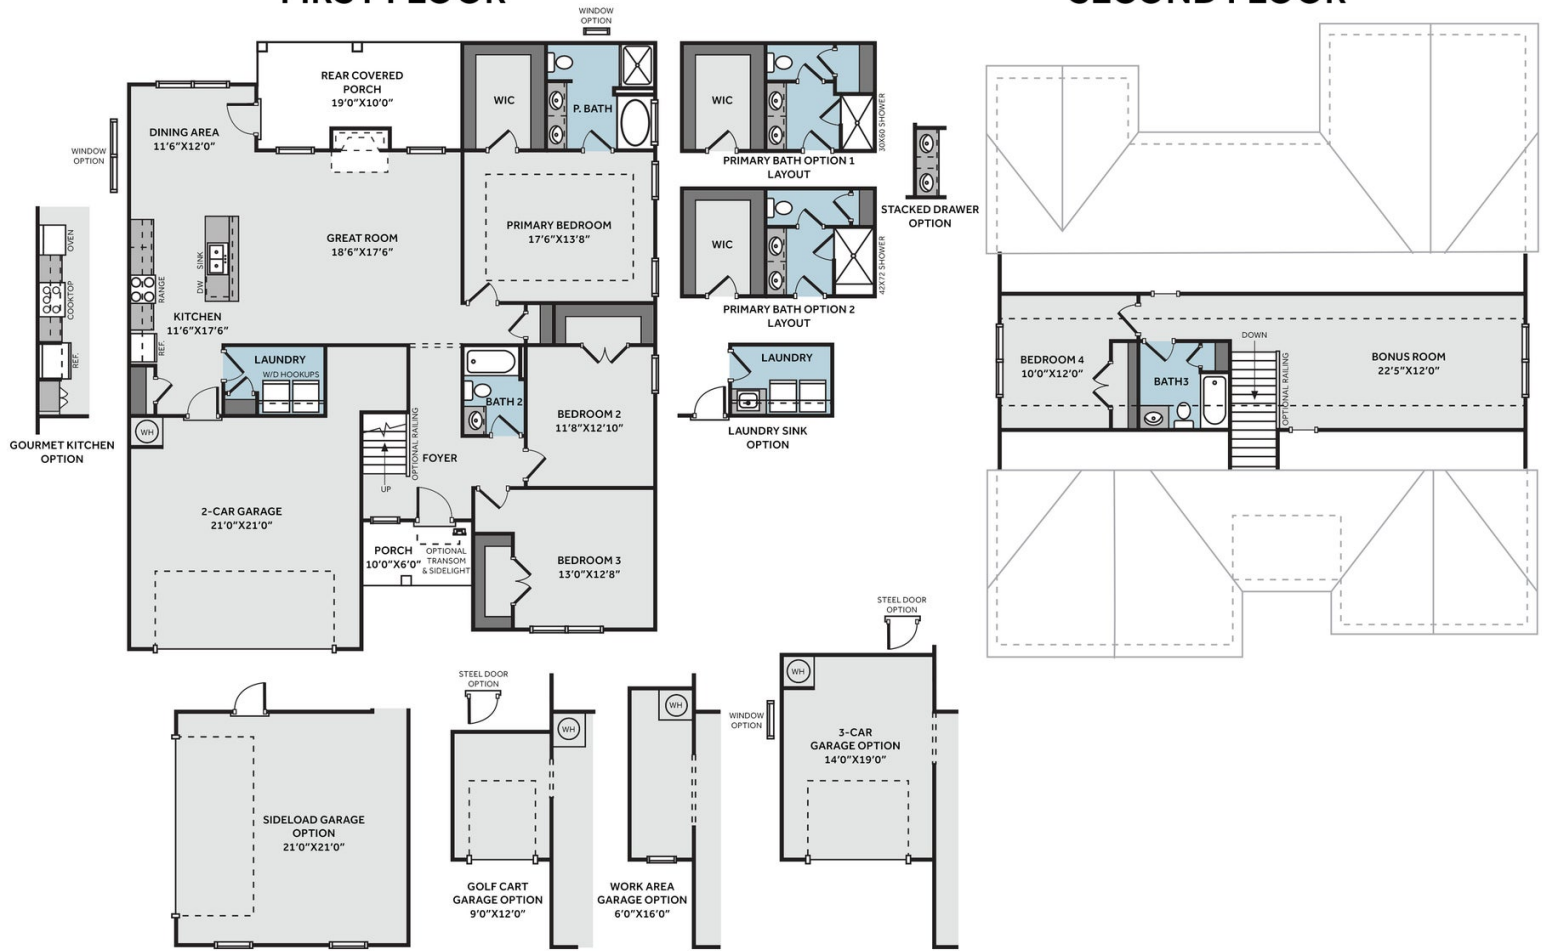 FIRST FLOOR
SECOND FLOOR
WINDOW
OPTION
REAR COVERED
PORCH
19'0"X10'0"
WIC
P. BATH
DINING AREA
11'6"X12'0"
WINDOW
OPTION
PRIMARY BEDROOM
17'6"X13'8"
GREAT ROOM
18'6"X17'6"
SINK
DW
RANGE
REF.
KITCHEN
11'6"X17'6"
OVEN
COOKTOP
REF.
GOURMET KITCHEN
OPTION
LAUNDRY
W/D HOOKUPS
BATH 2
BEDROOM 2
11'8"X12'10"
WH
OPTIONAL RAILING
UP
FOYER
2-CAR GARAGE
21'0"X21'0"
PORCH
10'0"X6'0"
OPTIONAL
TRANSOM
& SIDELIGHT
BEDROOM 3
13'0"X12'8"
WIC
30X60 SHOWER
PRIMARY BATH OPTION 1
LAYOUT
WIC
42X72 SHOWER
PRIMARY BATH OPTION 2
LAYOUT
STACKED DRAWER
OPTION
LAUNDRY
LAUNDRY SINK
OPTION
BEDROOM 4
10'0"X12'0"
BATH3
DOWN
OPTIONAL RAILING
BONUS ROOM
22'5"X12'0"
SIDELOAD GARAGE
OPTION
21'0"X21'0"
STEEL DOOR
OPTION
WH
GOLF CART
GARAGE OPTION
9'0"X12'0"
WH
WORK AREA
GARAGE OPTION
6'0"X16'0"
STEEL DOOR
OPTION
WH
WINDOW
OPTION
3-CAR
GARAGE OPTION
14'0"X19'0"